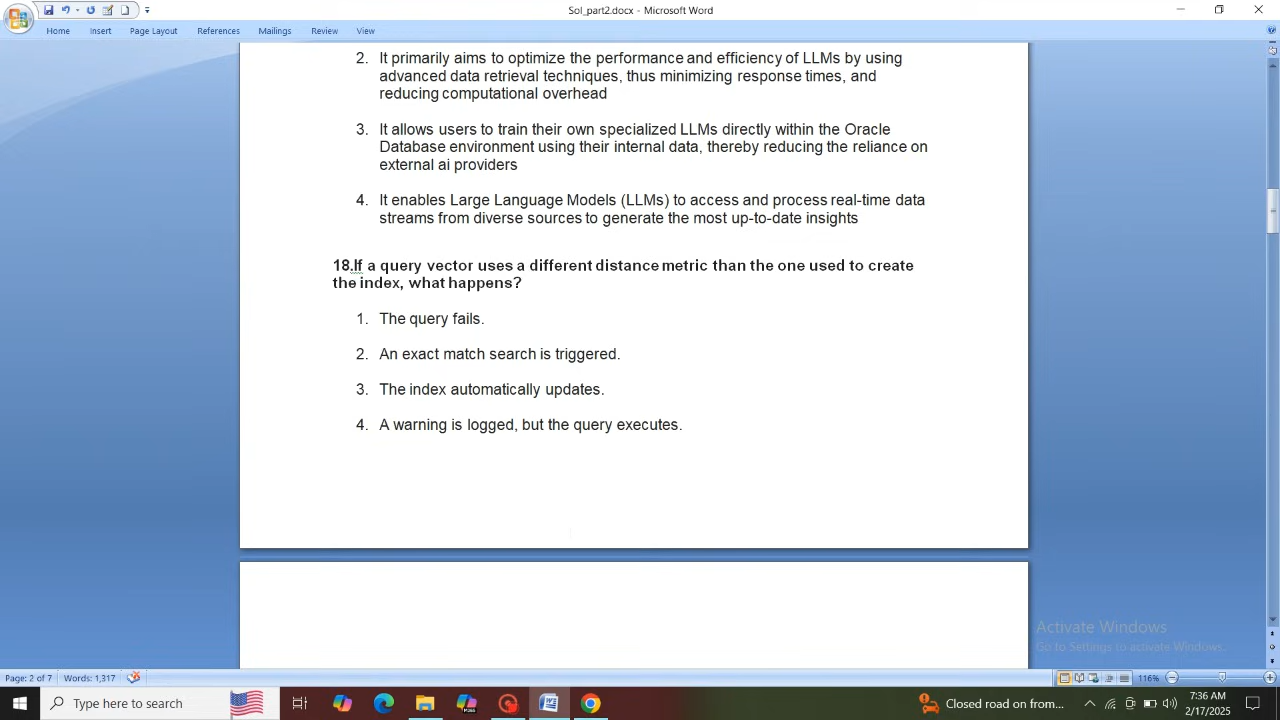 Sol_part2.docx - Microsoft Word
Home Insert Page Layout References Mailings Review View
2. It primarily aims to optimize the performance and efficiency of LLMs by using
advanced data retrieval techniques, thus minimizing response times, and
reducing computational overhead
3. It allows users to train their own specialized LLMs directly within the Oracle
Database environment using their internal data, thereby reducing the reliance on
external ai providers
4. It enables Large Language Models (LLMs) to access and process real-time data
streams from diverse sources to generate the most up-to-date insights
18.If a query vector uses a different distance metric than the one used to create
the index, what happens?
1. The query fails.
2. An exact match search is triggered.
3. The index automatically updates.
4. A warning is logged, but the query executes.
Activate Windows
Go to Settings to activate Windows.
Page: 2 of 7 Words: 1,317 116%
Type here to search
Closed road on from...
7:36 AM
2/17/2025